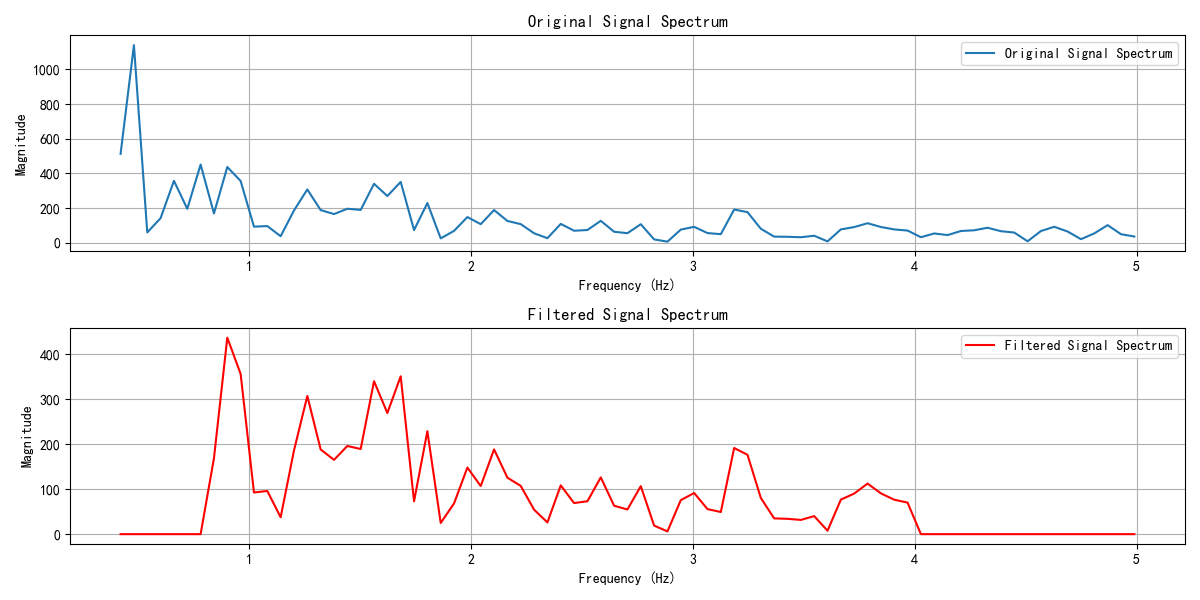 Original Signal Spectrum
Original Signal Spectrum
1000
800
600
400
200
0
Magnitude
1 2 3 4 5
Frequency (Hz)
Filtered Signal Spectrum
Filtered Signal Spectrum
400
300
200
100
0
Magnitude
1 2 3 4 5
Frequency (Hz)